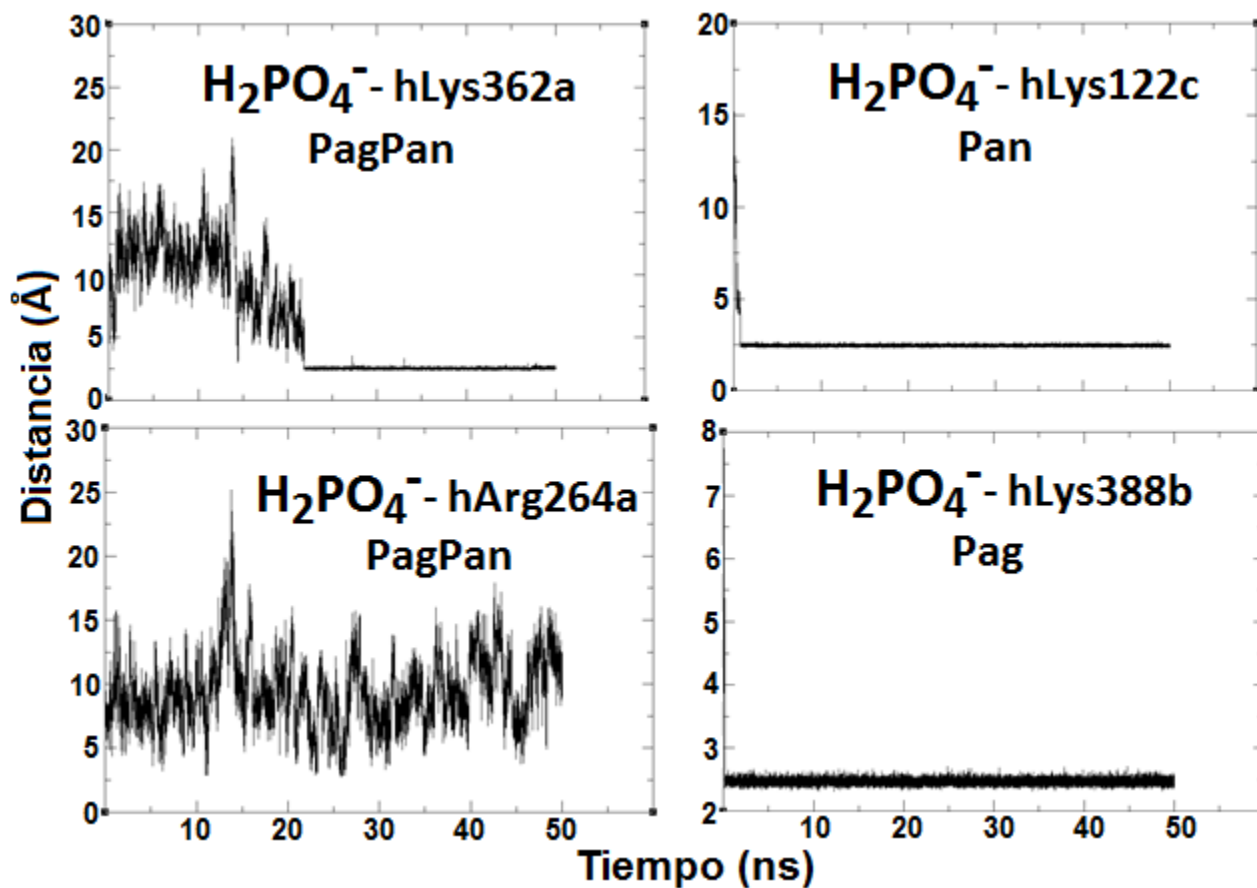 H₂PO₄⁻- hLys362a
PagPan
30
25
20
15
10
5
0
H₂PO₄⁻- hLys122c
Pan
20
15
10
5
0
H₂PO₄⁻- hArg264a
PagPan
30
25
20
15
10
5
0
10 20 30 40 50
H₂PO₄⁻- hLys388b
Pag
8
7
6
5
4
3
2
10 20 30 40 50
Distancia (Å)
Tiempo (ns)